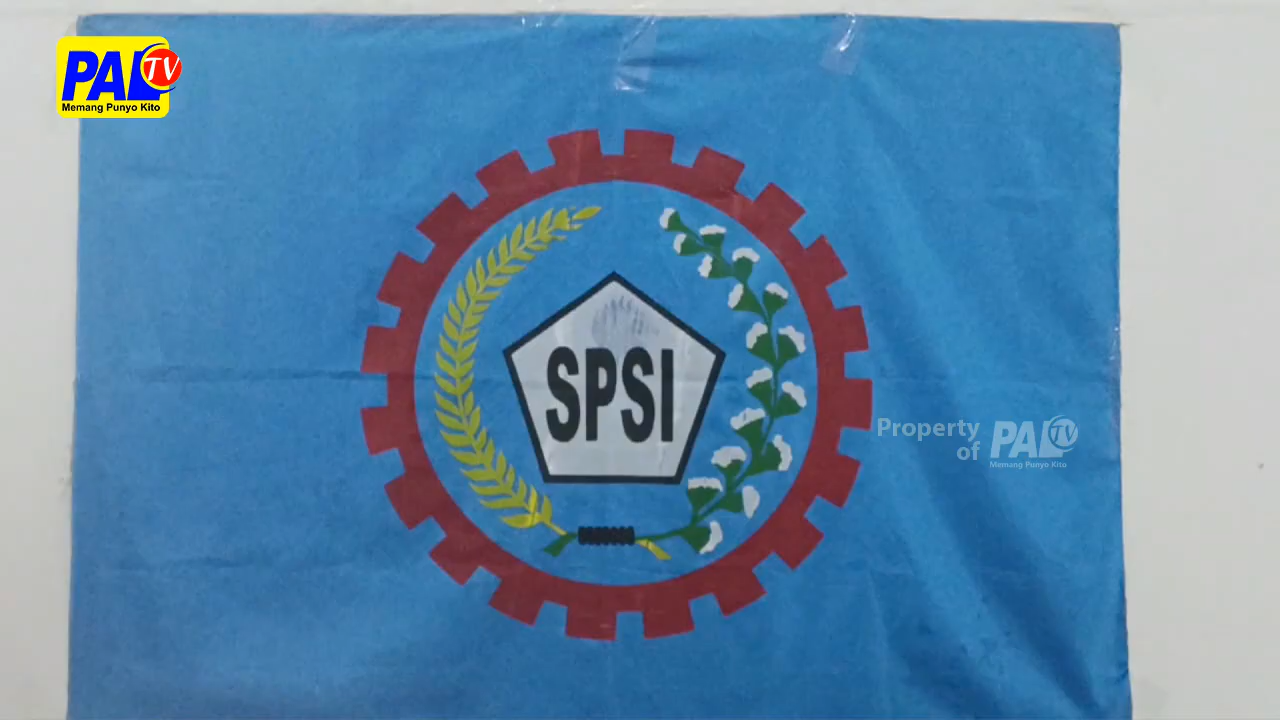 PAL TV
Memang Punyo Kito
SPSI
Property
of
PAL TV
Memang Punyo Kito